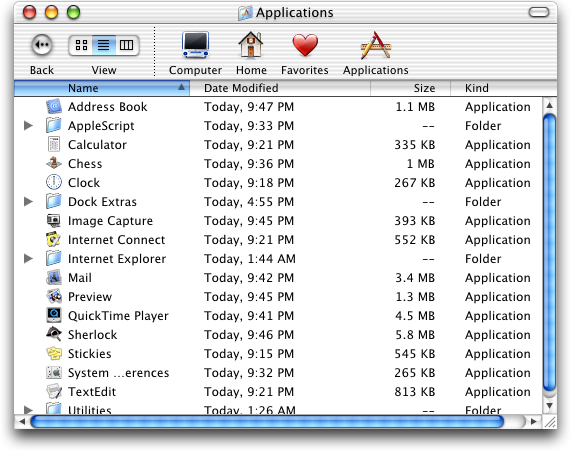 Applications
Back View Computer Home Favorites Applications
Name Date Modified Size Kind
Address Book Today, 9:47 PM 1.1 MB Application
AppleScript Today, 9:33 PM -- Folder
Calculator Today, 9:21 PM 335 KB Application
Chess Today, 9:36 PM 1 MB Application
Clock Today, 9:18 PM 267 KB Application
Dock Extras Today, 4:55 PM -- Folder
Image Capture Today, 9:45 PM 393 KB Application
Internet Connect Today, 9:21 PM 552 KB Application
Internet Explorer Today, 1:44 AM -- Folder
Mail Today, 9:42 PM 3.4 MB Application
Preview Today, 9:45 PM 1.3 MB Application
QuickTime Player Today, 9:41 PM 4.5 MB Application
Sherlock Today, 9:46 PM 5.8 MB Application
Stickies Today, 9:15 PM 545 KB Application
System ...erences Today, 9:32 PM 265 KB Application
TextEdit Today, 9:21 PM 813 KB Application
Utilities Today, 1:26 AM -- Folder